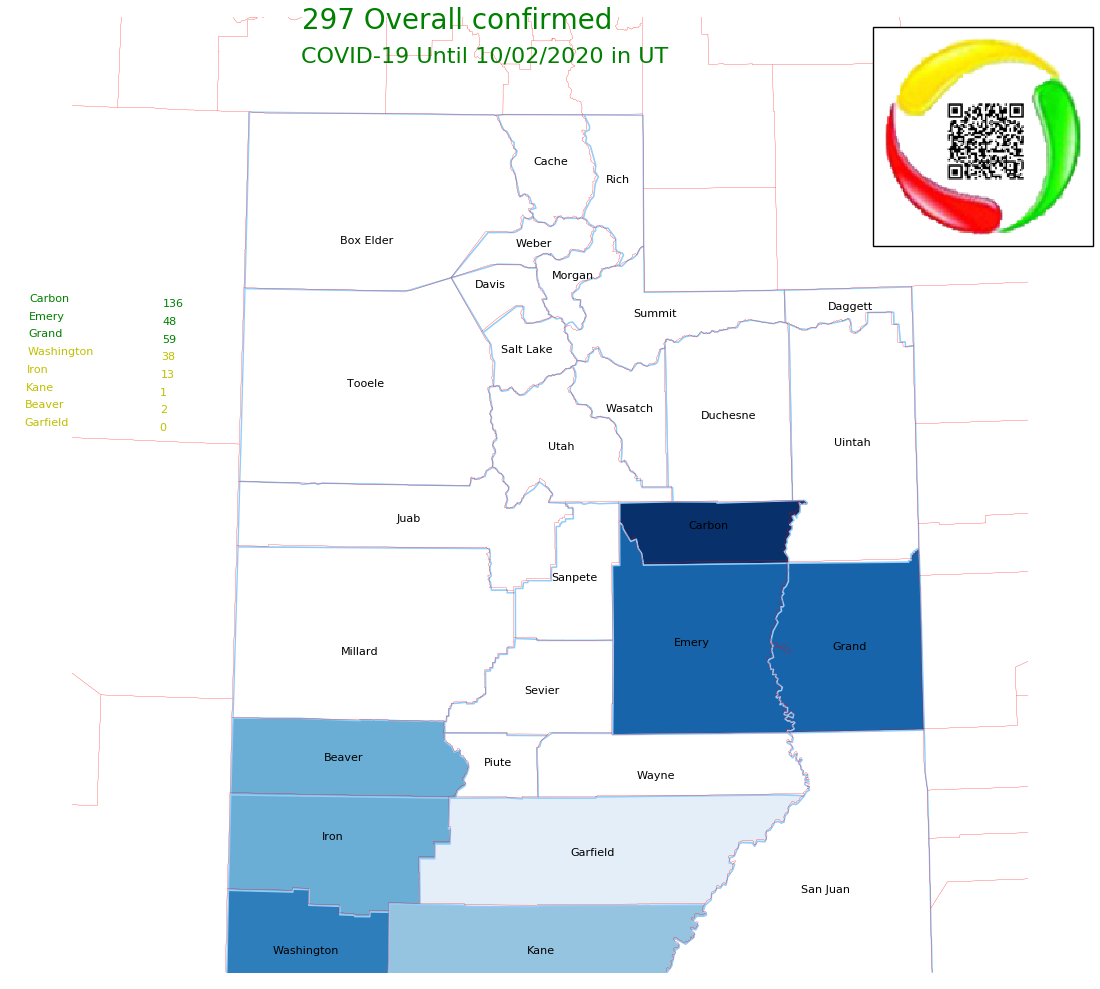 297 Overall confirmed
COVID-19 Until 10/02/2020 in UT
Cache
Rich
Box Elder
Weber
Morgan
Davis
Summit
Daggett
Carbon 136
Emery 48
Grand 59
Washington 38
Iron 13
Kane 1
Beaver 2
Garfield 0
Salt Lake
Tooele
Wasatch
Duchesne
Utah
Uintah
Juab
Carbon
Sanpete
Emery
Grand
Millard
Sevier
Beaver
Piute
Wayne
Iron
Garfield
San Juan
Washington
Kane